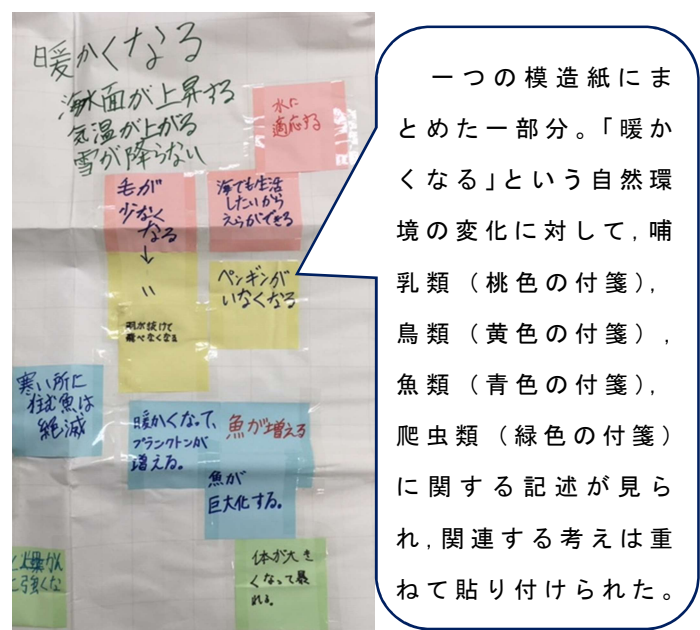 暖かくなる
海水面が上昇する
気温が上がる
雪が降らない
水に
適応する
毛が
少なく
なる
↓
〃
羽が抜けて
飛べなくなる
海でも生活
したいから
えらができる
ペンギンが
いなくなる
寒い所に
住む魚は
絶滅
暖かくなって、
プランクトンが
増える。
魚が増える
魚が
巨大化する。
体が大き
くなって暴
れる。
一つの模造紙にま
とめた一部分。「暖か
くなる」という自然環
境の変化に対して,哺
乳類(桃色の付箋),
鳥類(黄色の付箋),
魚類(青色の付箋),
爬虫類(緑色の付箋)
に関する記述が見ら
れ,関連する考えは重
ねて貼り付けられた。